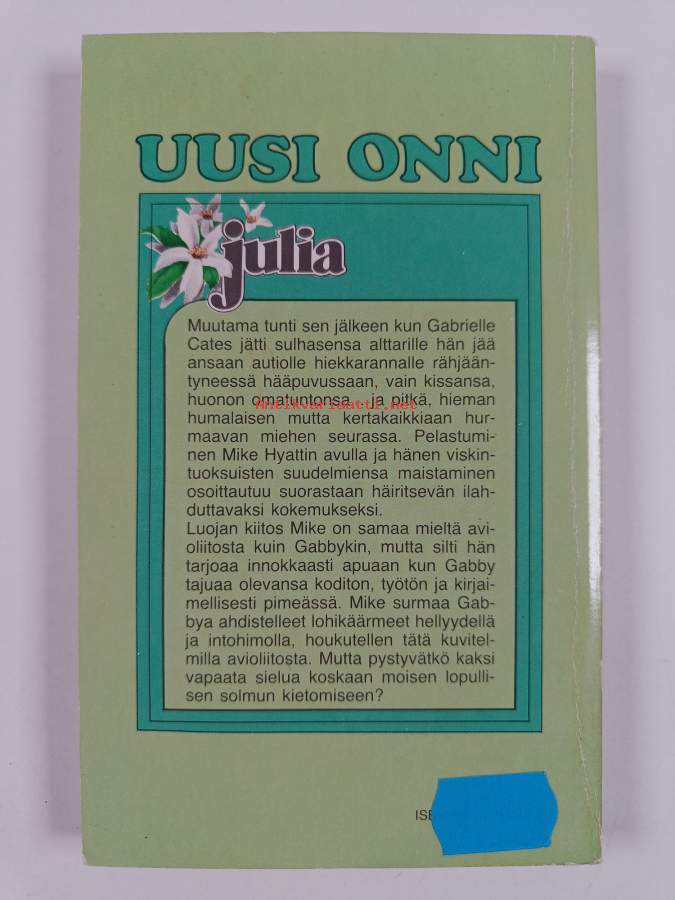 UUSI ONNI
julia
Muutama tunti sen jälkeen kun Gabrielle
Cates jätti sulhasensa alttarille hän jää
ansaan autiolle hiekkarannalle rähjään-
tyneessä hääpuvussaan, vain kissansa,
huonon omatuntonsa ja pitkä, hieman
Antikvariaatti.net
humalaisen mutta kertakaikkiaan hur-
maavan miehen seurassa. Pelastumi-
nen Mike Hyattin avulla ja hänen viskin-
tuoksuisten suudelmiensa maistaminen
osoittautuu suorastaan häiritsevän ilah-
duttavaksi kokemukseksi.
Luojan kiitos Mike on samaa mieltä avi-
oliitosta kuin Gabbykin, mutta silti hän
tarjoaa innokkaasti apuaan kun Gabby
tajuaa olevansa koditon, työtön ja kirjai-
mellisesti pimeässä. Mike surmaa Gab-
bya ahdistelleet lohikäärmeet hellyydellä
ja intohimolla, houkutellen tätä kuvitel-
milla avioliitosta. Mutta pystyvätkö kaksi
vapaata sielua koskaan moisen lopulli-
sen solmun kietomiseen?